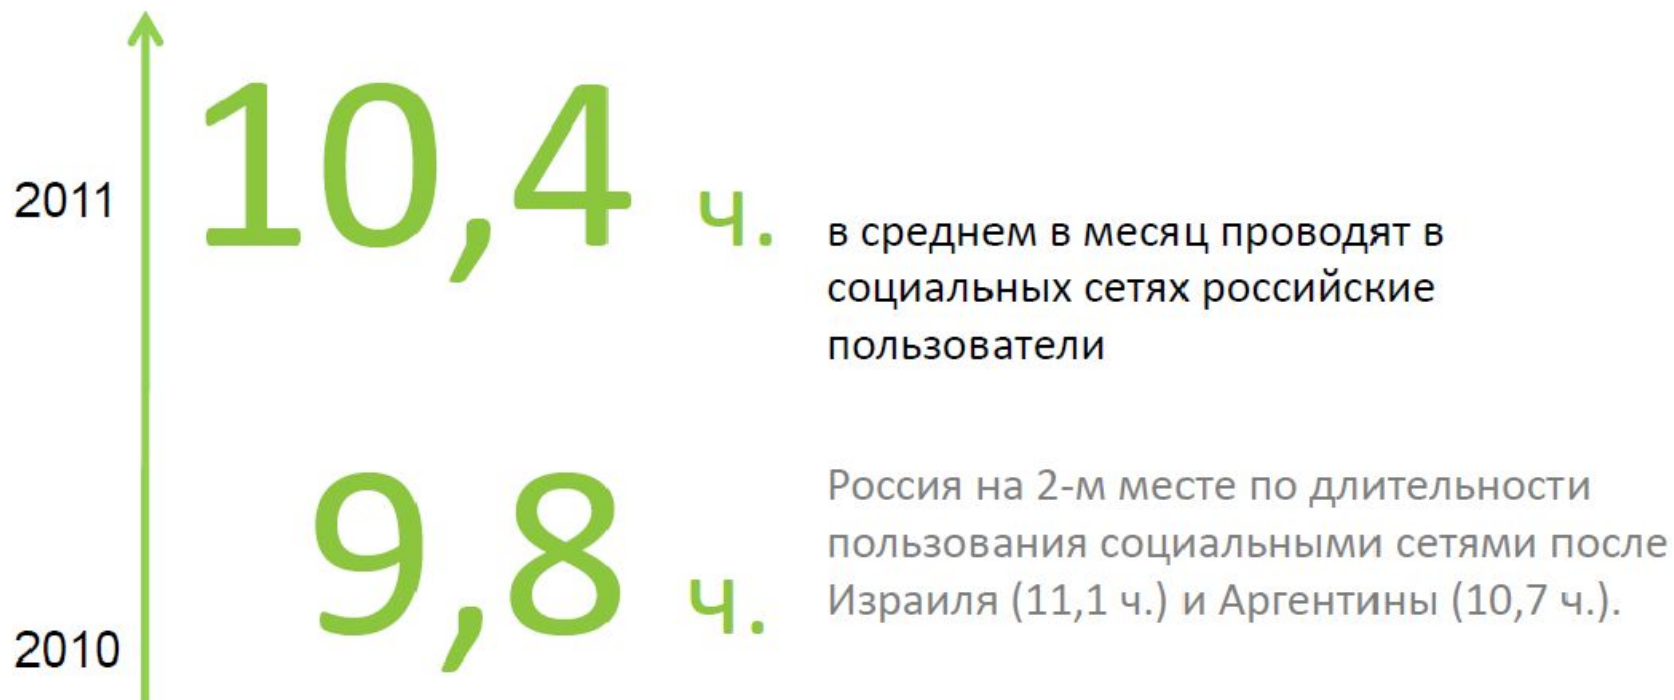 2011
10,4 ч.
в среднем в месяц проводят в
социальных сетях российские
пользователи
2010
9,8 ч.
Россия на 2-м месте по длительности
пользования социальными сетями после
Израиля (11,1 ч.) и Аргентины (10,7 ч.).